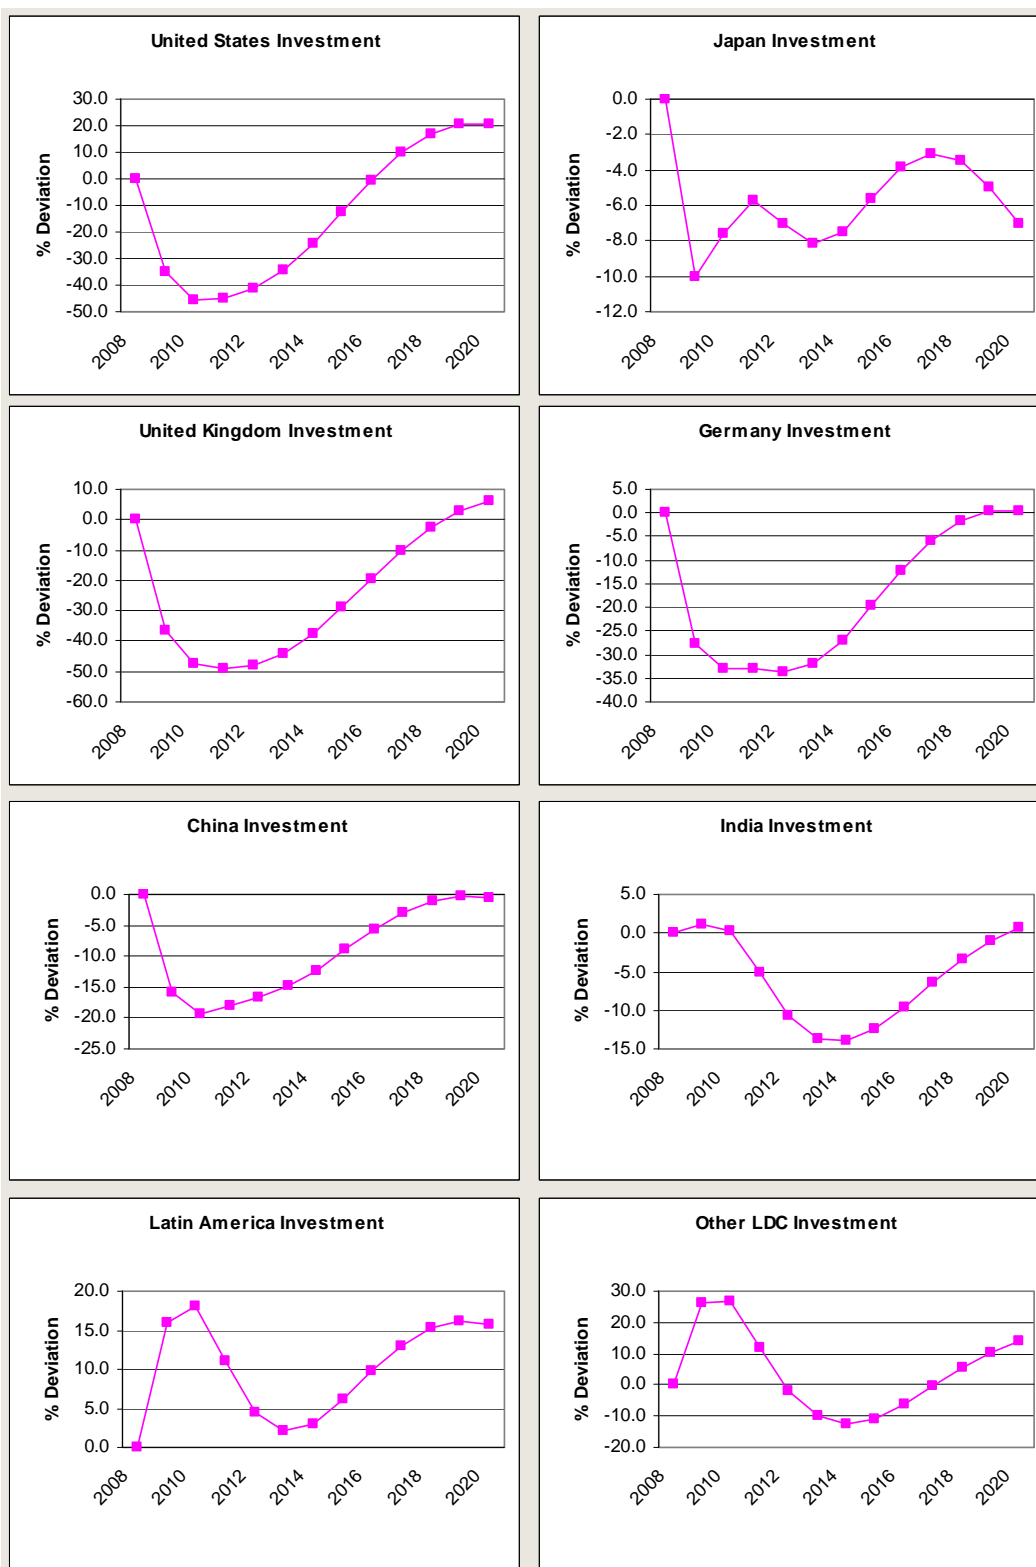 United States Investment
% Deviation
30.0
20.0
10.0
0.0
-10.0
-20.0
-30.0
-40.0
-50.0
2008 2010 2012 2014 2016 2018 2020
Japan Investment
% Deviation
0.0
-2.0
-4.0
-6.0
-8.0
-10.0
-12.0
2008 2010 2012 2014 2016 2018 2020
United Kingdom Investment
% Deviation
10.0
0.0
-10.0
-20.0
-30.0
-40.0
-50.0
-60.0
2008 2010 2012 2014 2016 2018 2020
Germany Investment
% Deviation
5.0
0.0
-5.0
-10.0
-15.0
-20.0
-25.0
-30.0
-35.0
-40.0
2008 2010 2012 2014 2016 2018 2020
China Investment
% Deviation
0.0
-5.0
-10.0
-15.0
-20.0
-25.0
2008 2010 2012 2014 2016 2018 2020
India Investment
% Deviation
5.0
0.0
-5.0
-10.0
-15.0
2008 2010 2012 2014 2016 2018 2020
Latin America Investment
% Deviation
20.0
15.0
10.0
5.0
0.0
2008 2010 2012 2014 2016 2018 2020
Other LDC Investment
% Deviation
30.0
20.0
10.0
0.0
-10.0
-20.0
2008 2010 2012 2014 2016 2018 2020